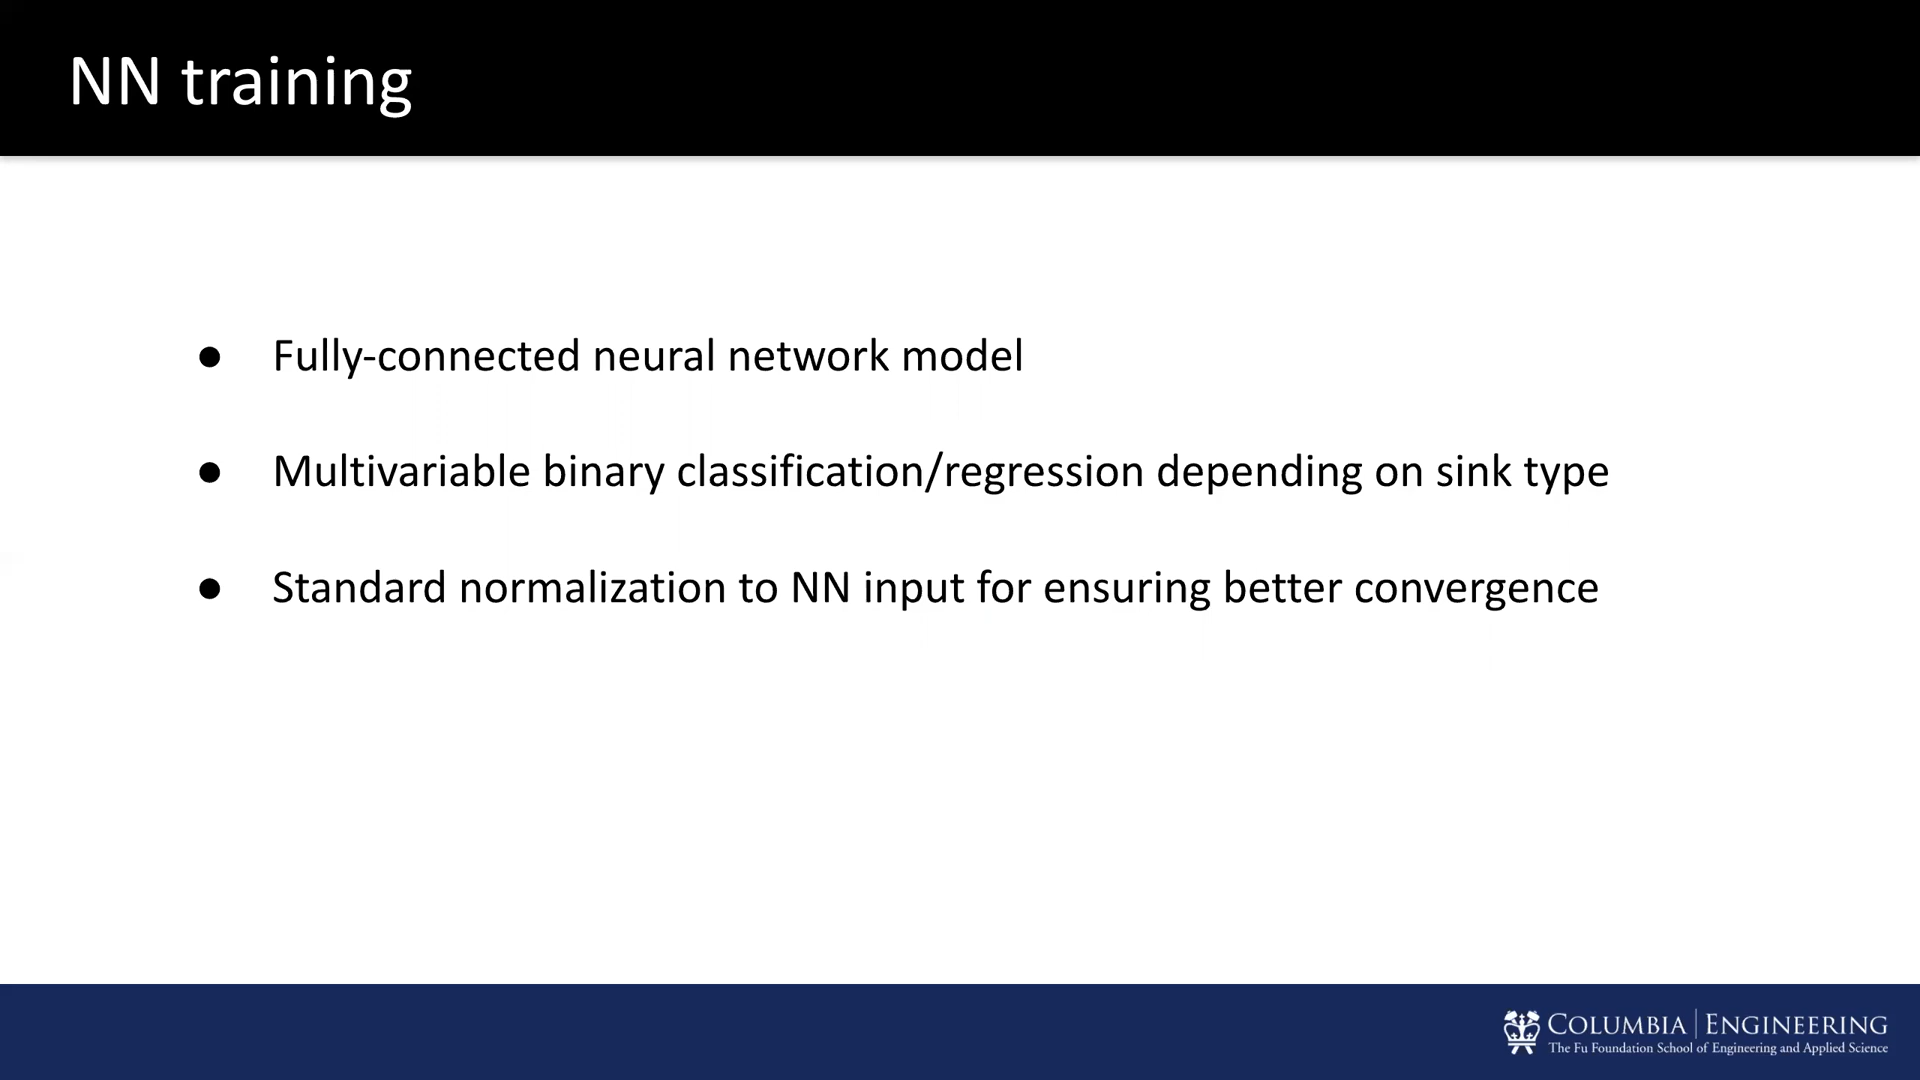 NN training
● Fully-connected neural network model
● Multivariable binary classification/regression depending on sink type
● Standard normalization to NN input for ensuring better convergence
COLUMBIA | ENGINEERING
The Fu Foundation School of Engineering and Applied Science